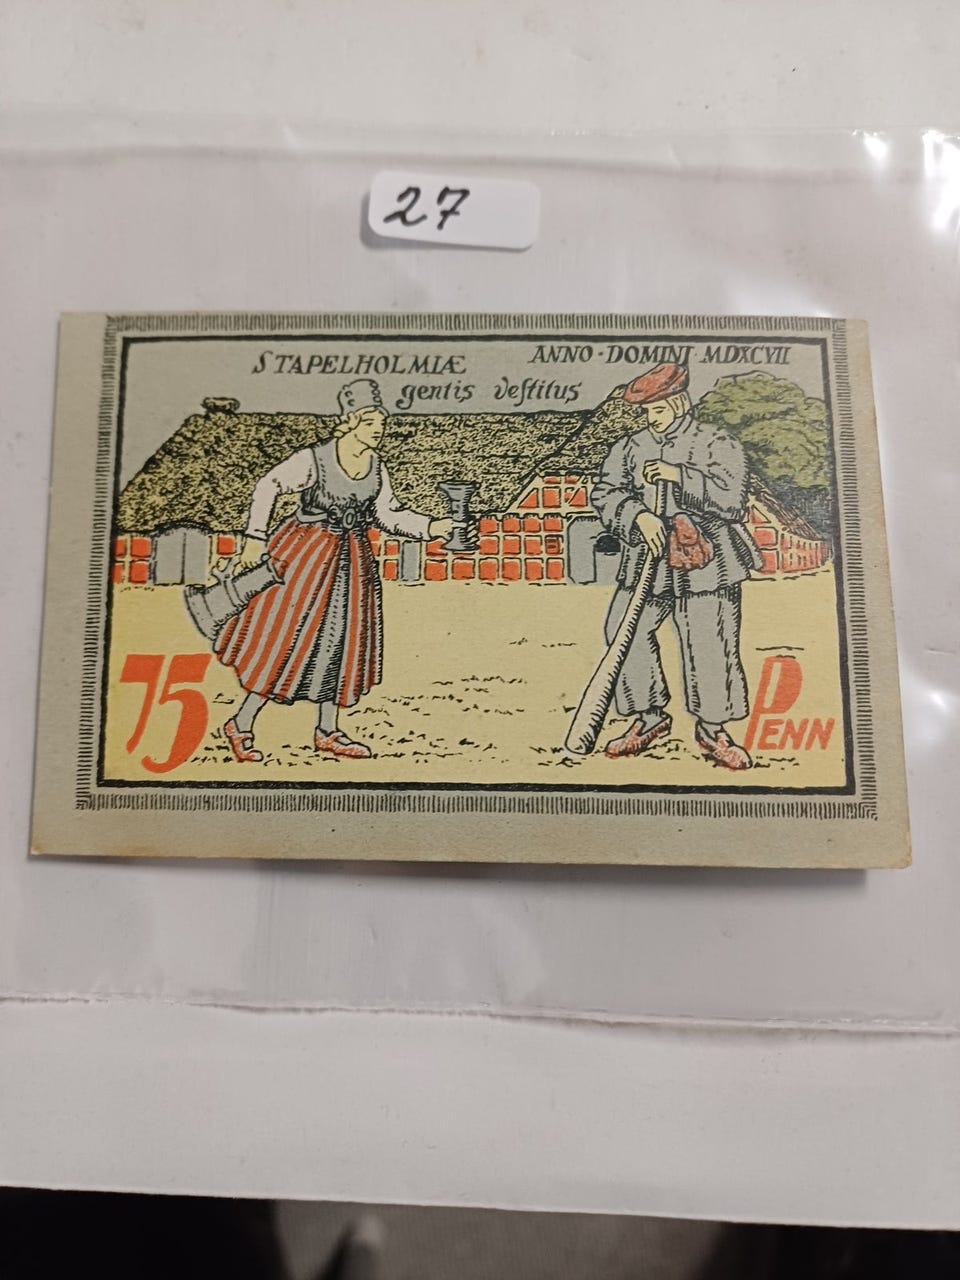 27
STAPELHOLMIÆ
ANNO · DOMINI · MDXCVII
gentis veſtitus
75
PENN